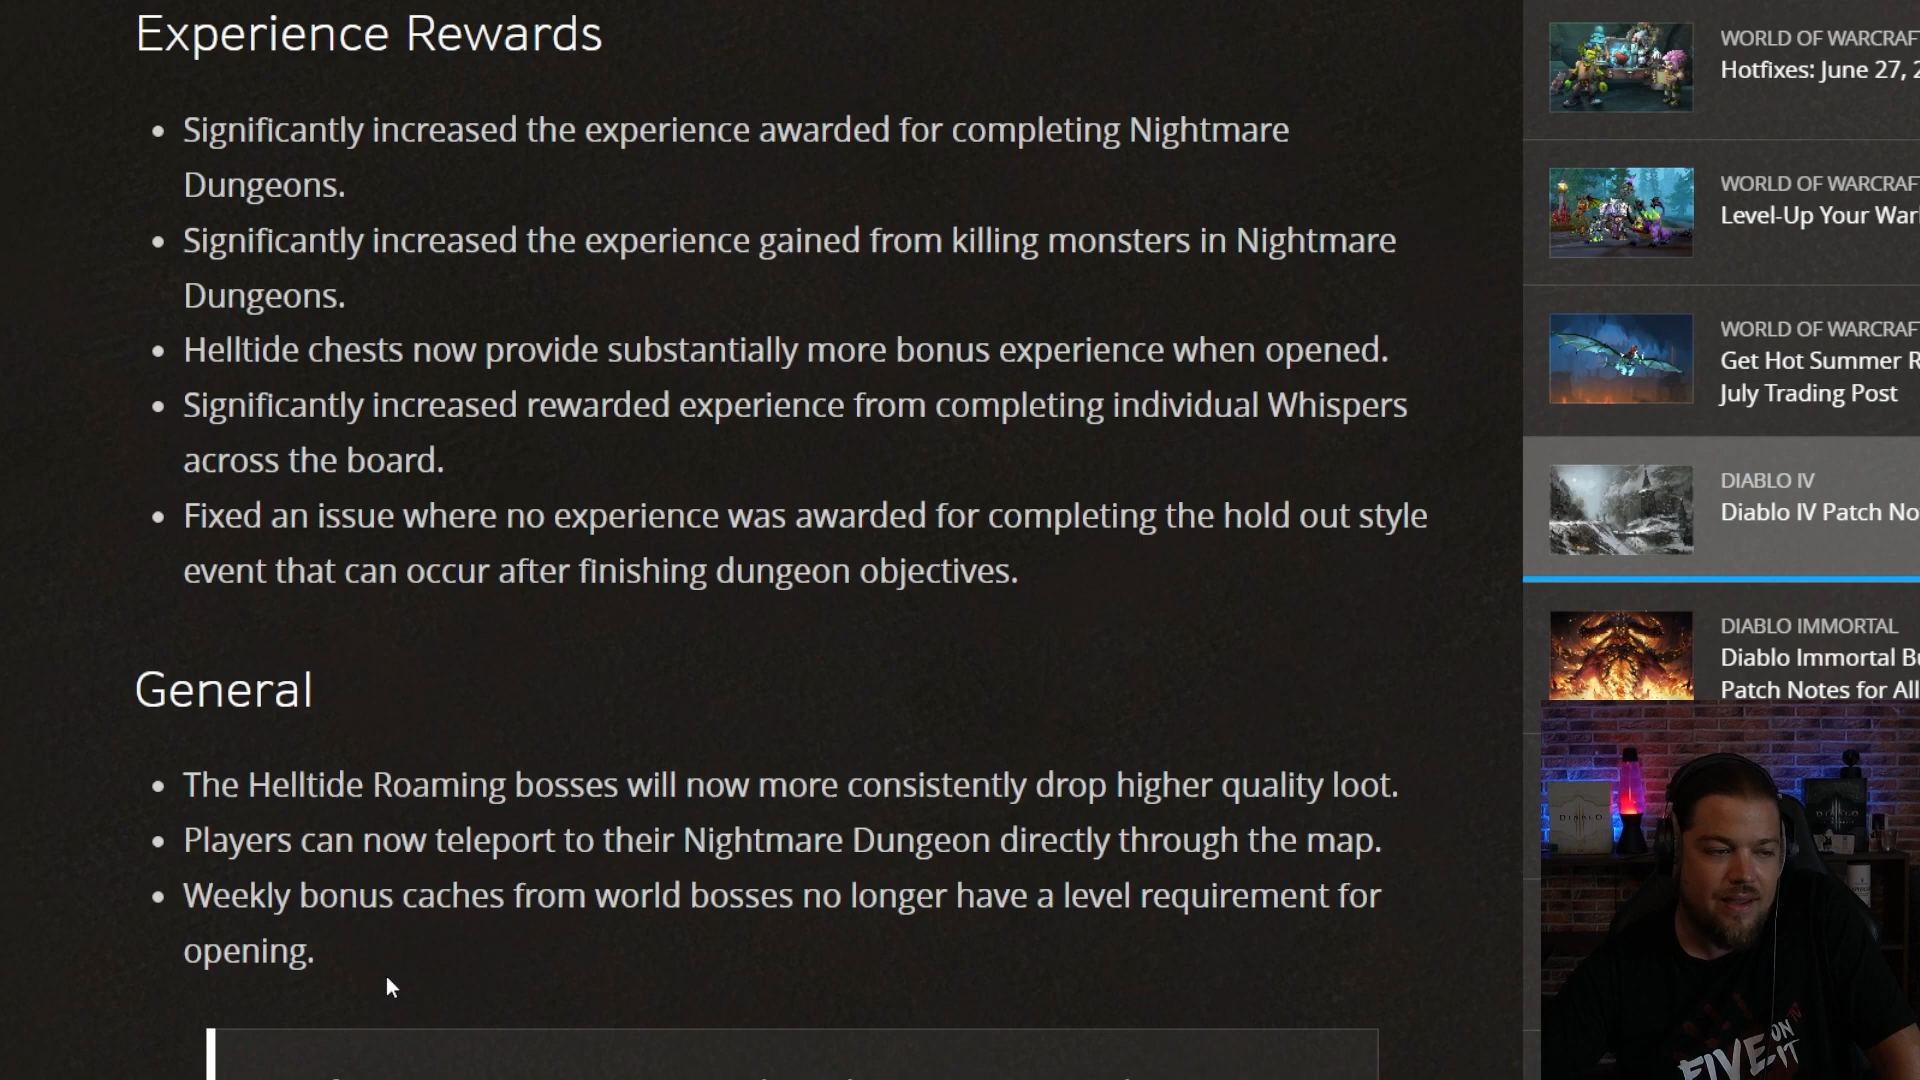 Experience Rewards
Significantly increased the experience awarded for completing Nightmare
Dungeons.
Significantly increased the experience gained from killing monsters in Nightmare
Dungeons.
Helltide chests now provide substantially more bonus experience when opened.
Significantly increased rewarded experience from completing individual Whispers
across the board.
Fixed an issue where no experience was awarded for completing the hold out style
event that can occur after finishing dungeon objectives.
General
The Helltide Roaming bosses will now more consistently drop higher quality loot.
Players can now teleport to their Nightmare Dungeon directly through the map.
Weekly bonus caches from world bosses no longer have a level requirement for
opening.
WORLD OF
Hotfixes: June 27,
WORLD OF
Level-Up Your
WORLD OF
Get Hot Summer
July Trading Post
DIABLO IV
Diablo IV Patch
DIABLO IMMORTAL
Diablo Immortal
Patch Notes for All
DIABLO
DIABLO
FIVE
ON
IT